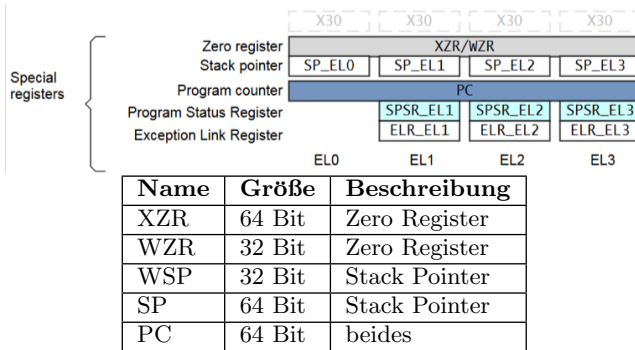 X30 X30 X30 X30
Zero register XZR/WZR
Stack pointer SP_EL0 SP_EL1 SP_EL2 SP_EL3
Special registers
Program counter PC
Program Status Register SPSR_EL1 SPSR_EL2 SPSR_EL3
Exception Link Register ELR_EL1 ELR_EL2 ELR_EL3
EL0 EL1 EL2 EL3
Name Größe Beschreibung
XZR 64 Bit Zero Register
WZR 32 Bit Zero Register
WSP 32 Bit Stack Pointer
SP 64 Bit Stack Pointer
PC 64 Bit beides